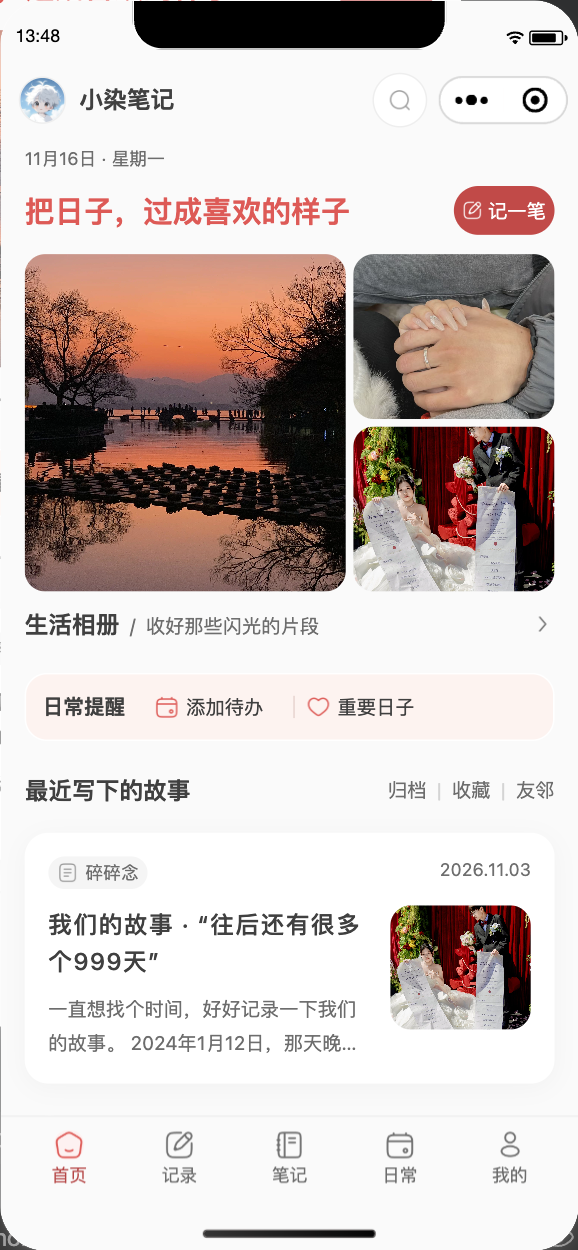 13:48
小染笔记
11月16日 · 星期一
把日子，过成喜欢的样子
记一笔
生活相册 / 收好那些闪光的片段
日常提醒 添加待办 重要日子
最近写下的故事 归档 | 收藏 | 友邻
碎碎念 2026.11.03
我们的故事 · “往后还有很多
个999天”
一直想找个时间，好好记录一下我们
的故事。 2024年1月12日，那天晚...
首页 记录 笔记 日常 我的